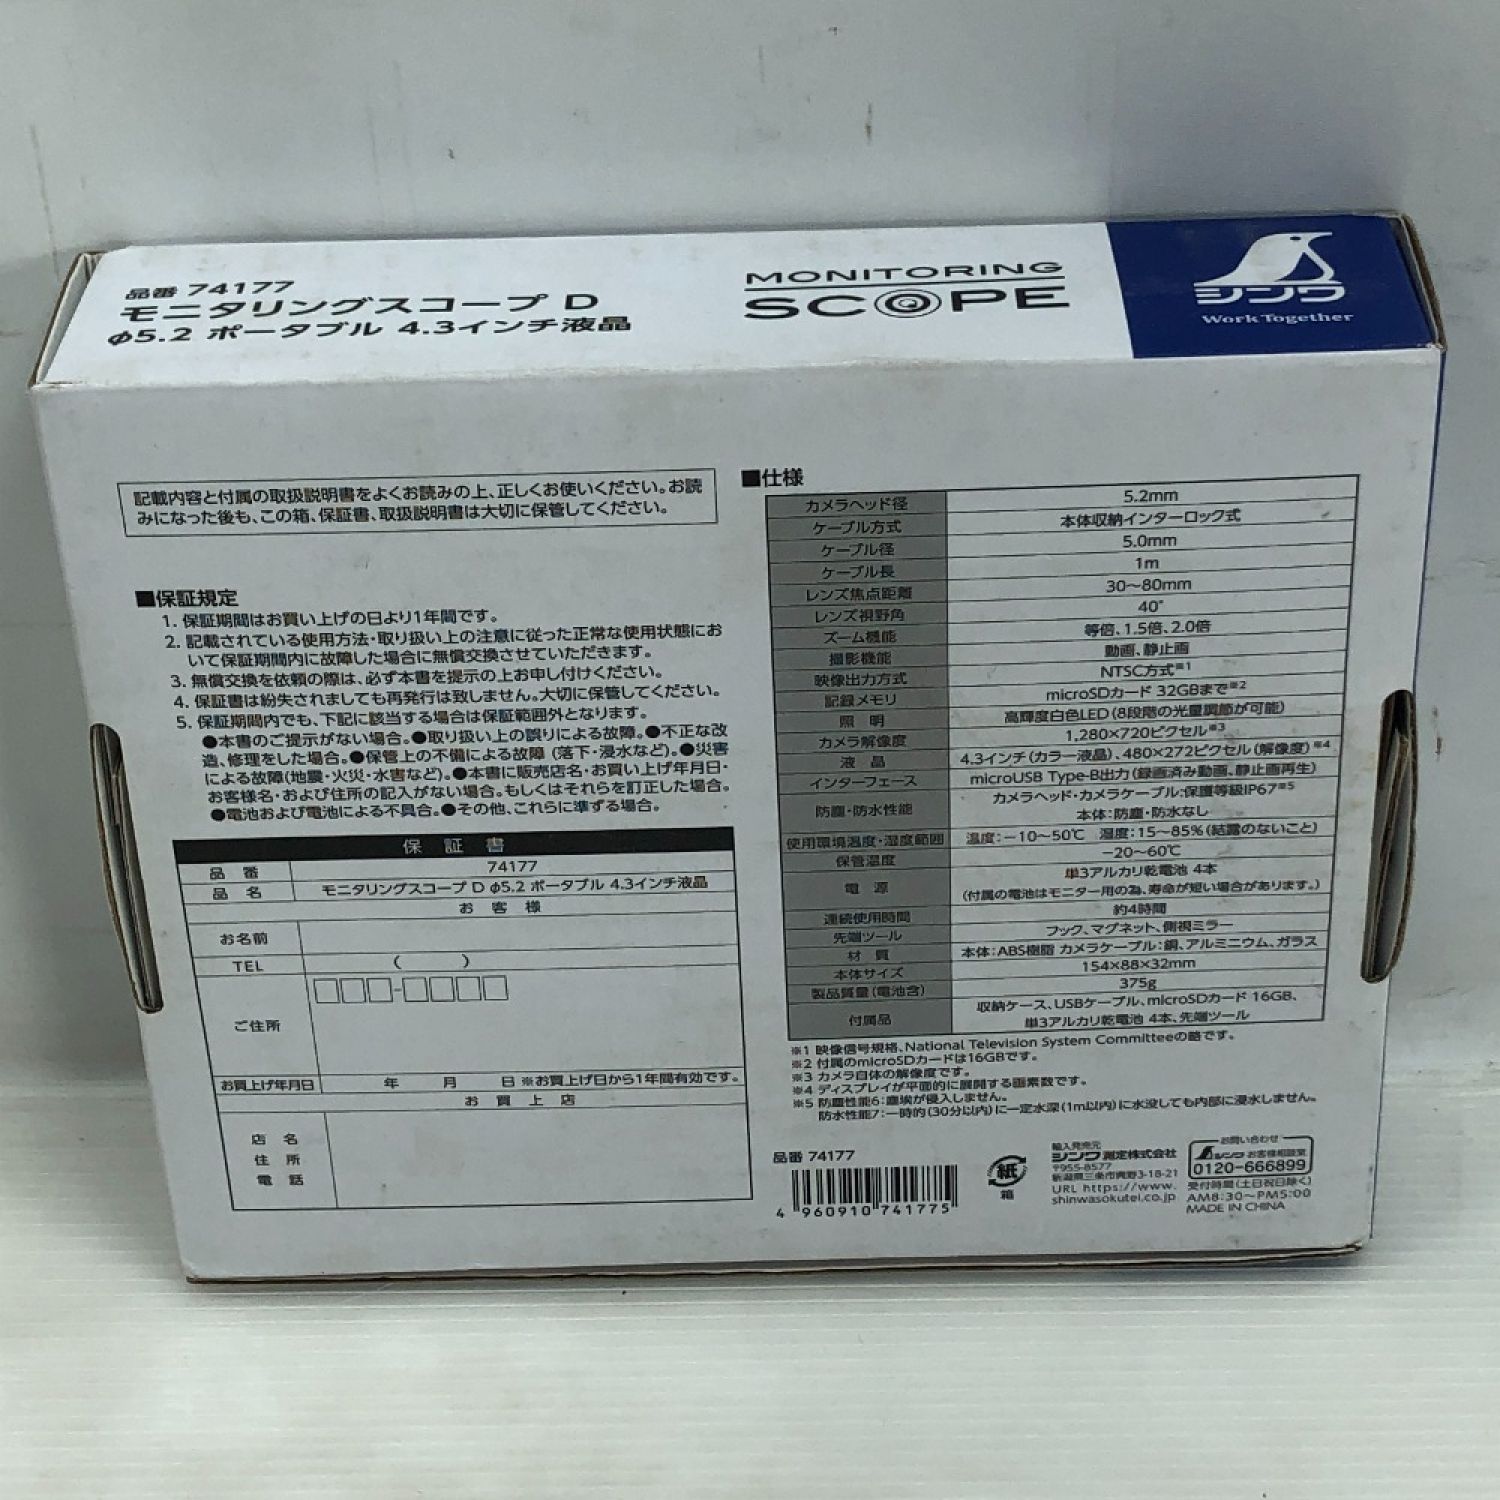 品番 74177
モニタリングスコープ D
φ5.2 ポータブル 4.3インチ液晶
MONITORING
SCOPE
シンワ
Work Together
記載内容と付属の取扱説明書をよくお読みの上、正しくお使いください。お読
みになった後も、この箱、保証書、取扱説明書は大切に保管してください。
■保証規定
1. 保証期間はお買い上げの日より1年間です。
2. 記載されている使用方法・取り扱い上の注意に従った正常な使用状態にお
いて保証期間内に故障した場合に無償交換させていただきます。
3. 無償交換を依頼の際は、必ず本書を提示の上お申し付けください。
4. 保証書は紛失されましても再発行は致しません。大切に保管してください。
5. 保証期間内でも、下記に該当する場合は保証範囲外となります。
●本書のご提示がない場合。●取り扱い上の誤りによる故障。●不正な改
造、修理をした場合。●保管上の不備による故障 (落下・浸水など)。●災害
による故障(地震・火災・水害など)。●本書に販売店名・お買い上げ年月日・
お客様名・および住所の記入がない場合。もしくはそれらを訂正した場合。
●電池および電池による不具合。●その他、これらに準ずる場合。
保証書
品番 74177
品名 モニタリングスコープ D φ5.2 ポータブル 4.3インチ液晶
お客様
お名前
TEL ( )
□□□-□□□□
ご住所
お買上げ年月日 年 月 日 ※お買上げ日から1年間有効です。
お買上店
店名
住所
電話
■仕様
カメラヘッド径 5.2mm
ケーブル方式 本体収納インターロック式
ケーブル径 5.0mm
ケーブル長 1m
レンズ焦点距離 30～80mm
レンズ視野角 40°
ズーム機能 等倍、1.5倍、2.0倍
撮影機能 動画、静止画
映像出力方式 NTSC方式※1
記録メモリ microSDカード 32GBまで※2
照明 高輝度白色LED (8段階の光量調節が可能)
カメラ解像度 1,280×720ピクセル※3
液晶 4.3インチ(カラー液晶)、480×272ピクセル(解像度)※4
インターフェース microUSB Type-B出力(録画済み動画、静止画再生)
防塵・防水性能 カメラヘッド・カメラケーブル:保護等級IP67※5
本体:防塵・防水なし
使用環境温度・湿度範囲 温度:－10～50℃ 湿度:15～85%(結露のないこと)
保管温度 －20～60℃
電源 単3アルカリ乾電池 4本
(付属の電池はモニター用の為、寿命が短い場合があります。)
連続使用時間 約4時間
先端ツール フック、マグネット、側視ミラー
材質 本体:ABS樹脂 カメラケーブル:銅、アルミニウム、ガラス
本体サイズ 154×88×32mm
製品質量(電池含) 375g
付属品 収納ケース、USBケーブル、microSDカード 16GB、
単3アルカリ乾電池 4本、先端ツール
※1 映像信号規格、National Television System Committeeの略です。
※2 付属のmicroSDカードは16GBです。
※3 カメラ自体の解像度です。
※4 ディスプレイが平面的に展開する画素数です。
※5 防塵性能6:塵埃が侵入しません。
防水性能7:一時的(30分以内)に一定水深(1m以内)に水没しても内部に浸水しません。
品番 74177
4 960910 741775
紙
箱
輸入発売元
シンワ測定株式会社
〒955-8577
新潟県三条市興野3-18-21
URL https://www.
shinwasokutei.co.jp
お問い合わせ
シンワお客様相談室
0120-666899
受付時間(土日祝日除く)
AM8:30～PM5:00
MADE IN CHINA